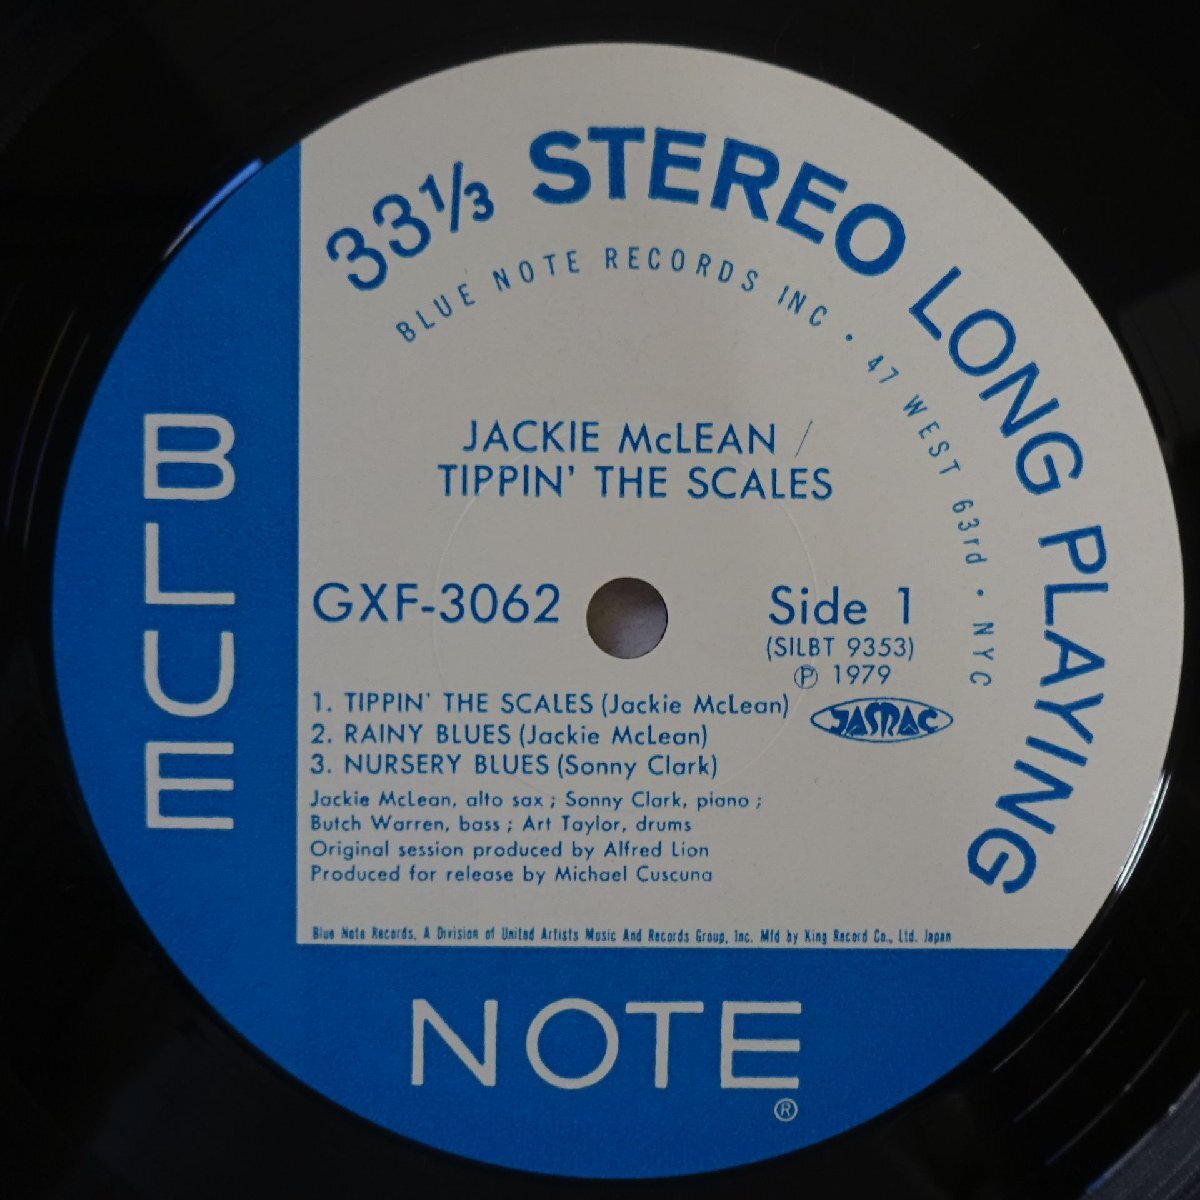 33⅓ STEREO LONG PLAYING
BLUE NOTE RECORDS INC · 47 WEST 63rd · NYC
JACKIE McLEAN /
TIPPIN' THE SCALES
GXF-3062
Side 1
(SILBT 9353)
℗ 1979
JASRAC
1. TIPPIN' THE SCALES (Jackie McLean)
2. RAINY BLUES (Jackie McLean)
3. NURSERY BLUES (Sonny Clark)
Jackie McLean, alto sax ; Sonny Clark, piano ;
Butch Warren, bass ; Art Taylor, drums
Original session produced by Alfred Lion
Produced for release by Michael Cuscuna
Blue Note Records, A Division of United Artists Music And Records Group, Inc. Mfd by King Record Co., Ltd. Japan
BLUE
NOTE
®